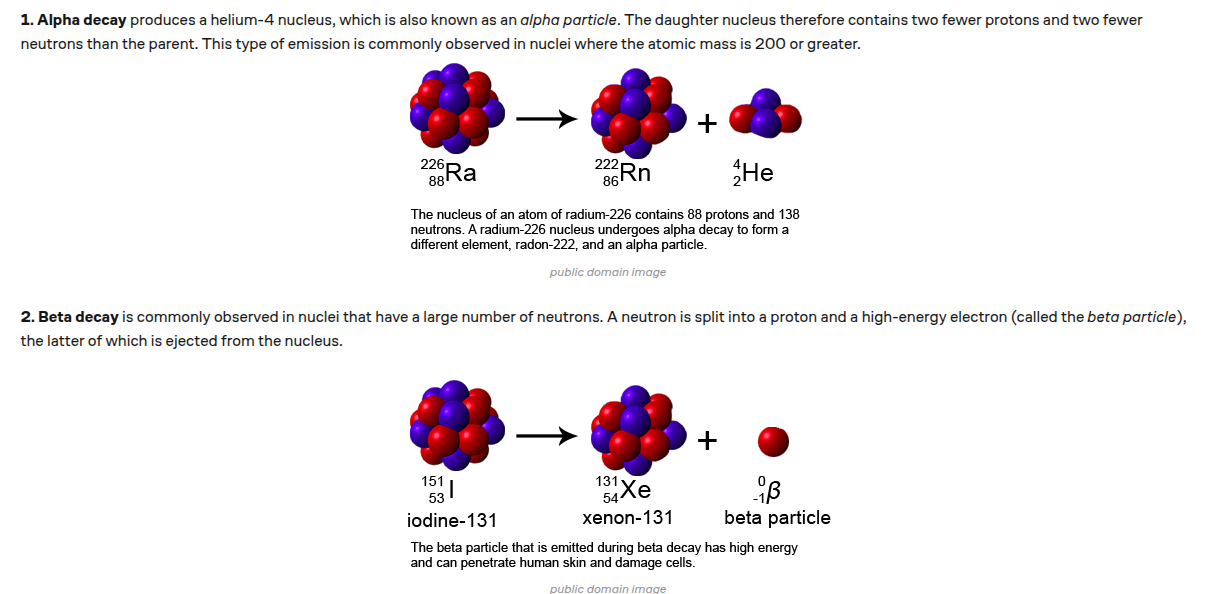 1. Alpha decay produces a helium-4 nucleus, which is also known as an alpha particle. The daughter nucleus therefore contains two fewer protons and two fewer
neutrons than the parent. This type of emission is commonly observed in nuclei where the atomic mass is 200 or greater.
+
226 88 Ra 222 86 Rn 4 2 He
The nucleus of an atom of radium-226 contains 88 protons and 138
neutrons. A radium-226 nucleus undergoes alpha decay to form a
different element, radon-222, and an alpha particle.
public domain image
2. Beta decay is commonly observed in nuclei that have a large number of neutrons. A neutron is split into a proton and a high-energy electron (called the beta particle),
the latter of which is ejected from the nucleus.
+
151 53 I 131 54 Xe 0 -1 β
iodine-131 xenon-131 beta particle
The beta particle that is emitted during beta decay has high energy
and can penetrate human skin and damage cells.
public domain image